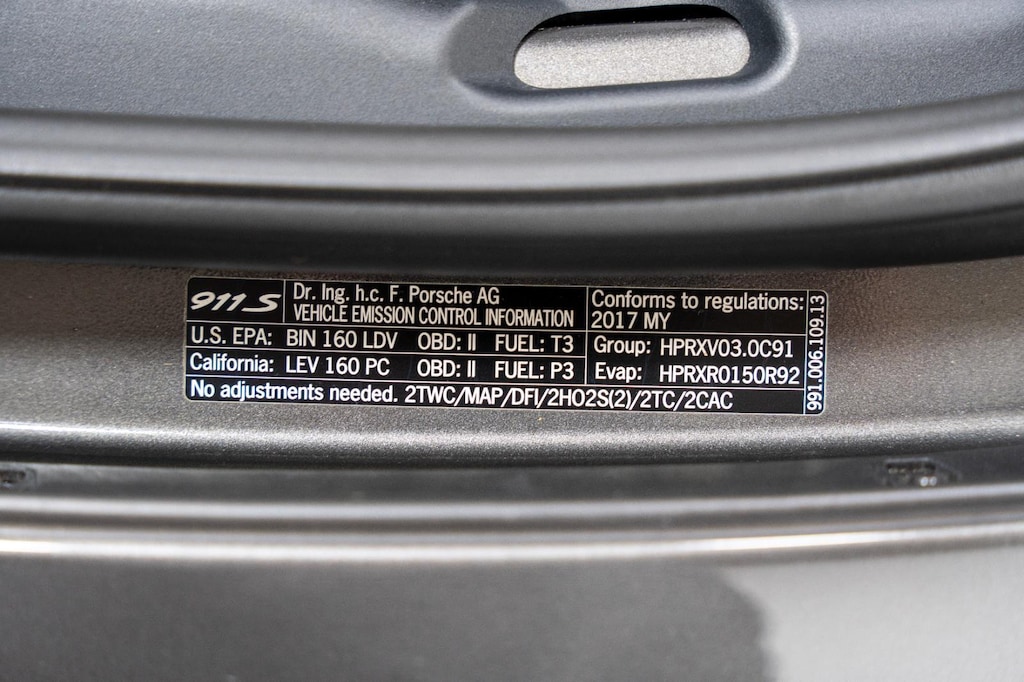 911 S
Dr. Ing. h.c. F. Porsche AG
VEHICLE EMISSION CONTROL INFORMATION
Conforms to regulations:
2017 MY
U.S. EPA: BIN 160 LDV OBD: II FUEL: T3
California: LEV 160 PC OBD: II FUEL: P3
Group: HPRXV03.0C91
Evap: HPRXR0150R92
No adjustments needed. 2TWC/MAP/DFI/2HO2S(2)/2TC/2CAC
991.006.109.13